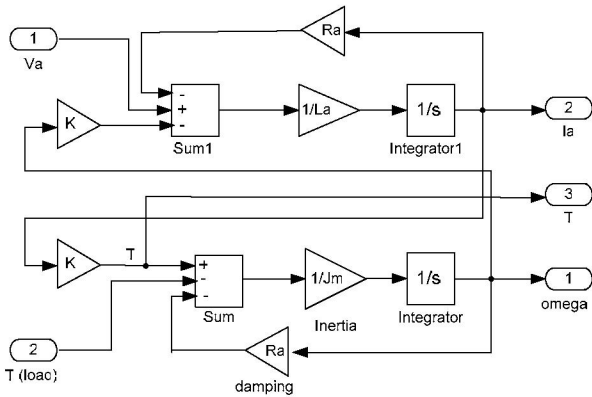 1
Va
Ra
-
+
-
Sum1
K
1/La
1/s
Integrator1
2
Ia
3
T
K
T
+
-
-
Sum
1/Jm
Inertia
1/s
Integrator
1
omega
2
T (loao)
Ra
damping